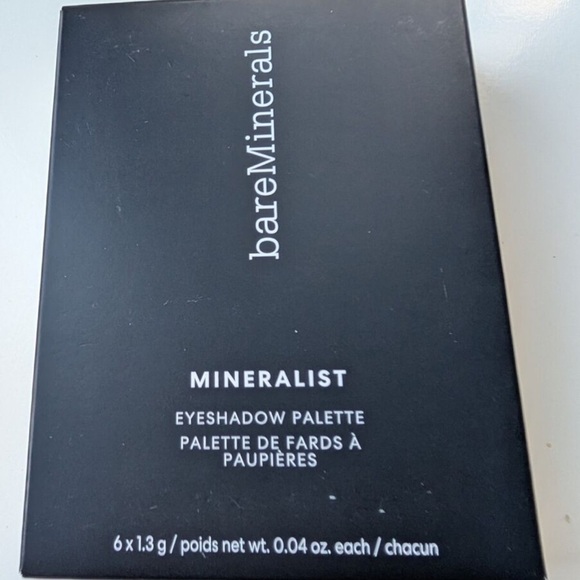 bareMinerals
MINERALIST
EYESHADOW PALETTE
PALETTE DE FARDS À
PAUPIÈRES
6 x 1.3 g / poids net wt. 0.04 oz. each / chacun